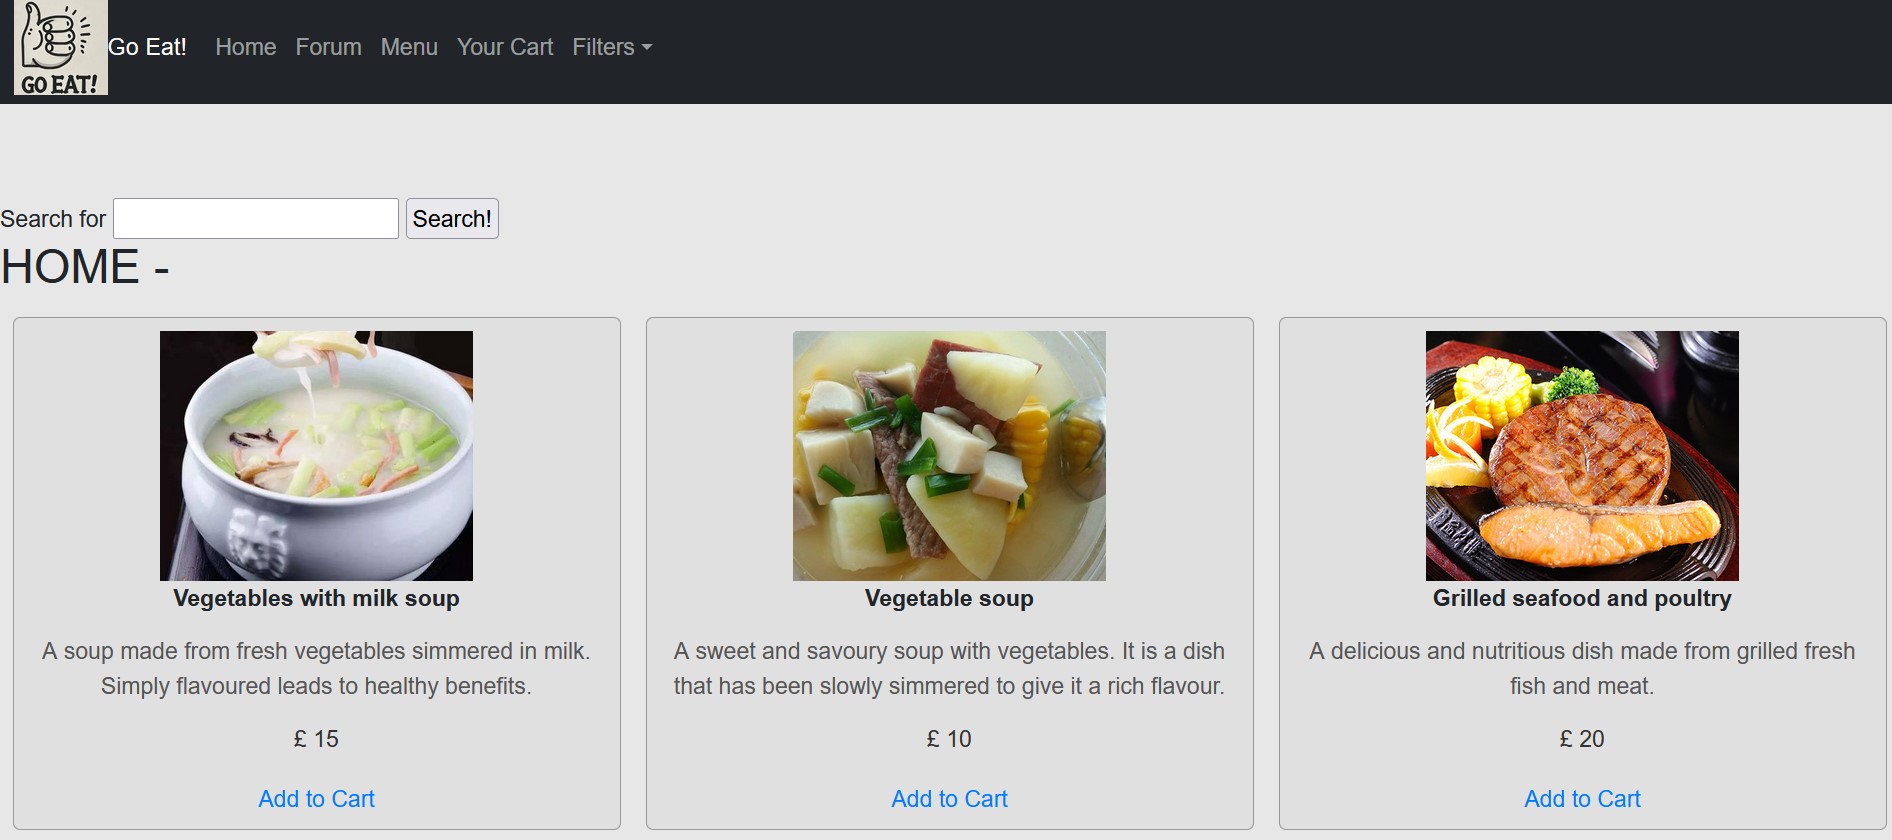 GO EAT!
Go Eat! Home Forum Menu Your Cart Filters
Search for Search!
HOME -
Vegetables with milk soup
A soup made from fresh vegetables simmered in milk.
Simply flavoured leads to healthy benefits.
£ 15
Add to Cart
Vegetable soup
A sweet and savoury soup with vegetables. It is a dish
that has been slowly simmered to give it a rich flavour.
£ 10
Add to Cart
Grilled seafood and poultry
A delicious and nutritious dish made from grilled fresh
fish and meat.
£ 20
Add to Cart